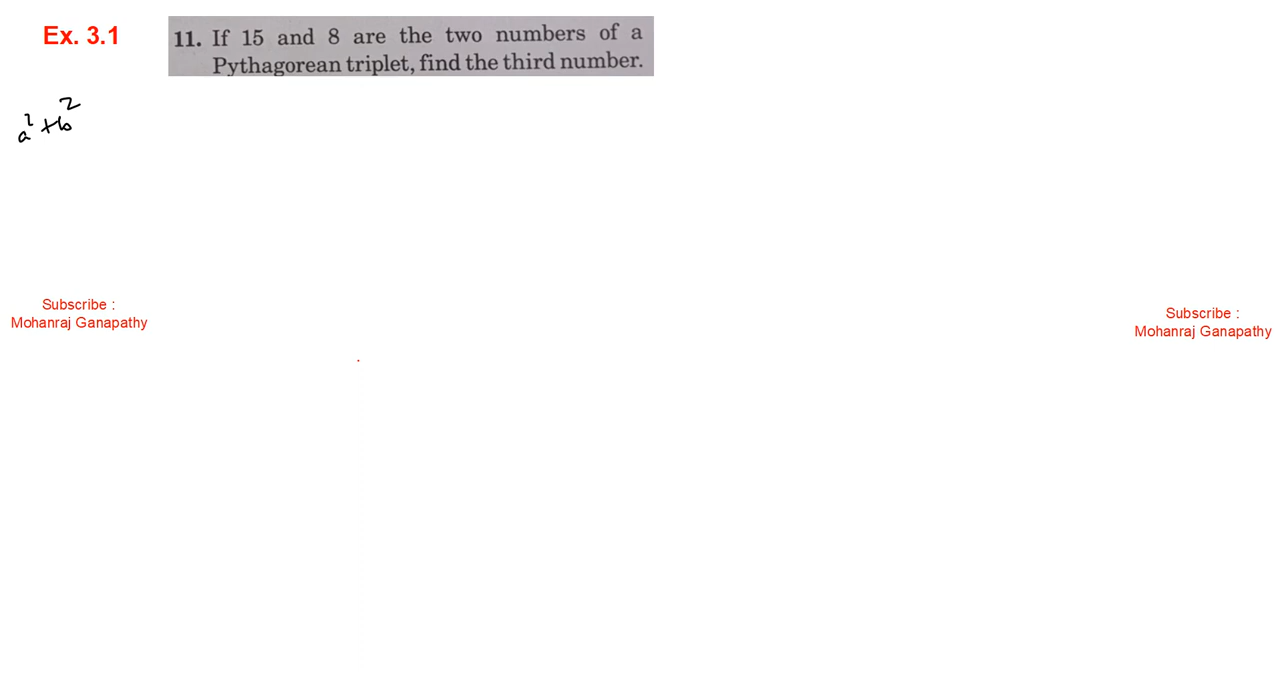 Ex. 3.1
11. If 15 and 8 are the two numbers of a
Pythagorean triplet, find the third number.
a² + b²
Subscribe :
Mohanraj Ganapathy
Subscribe :
Mohanraj Ganapathy